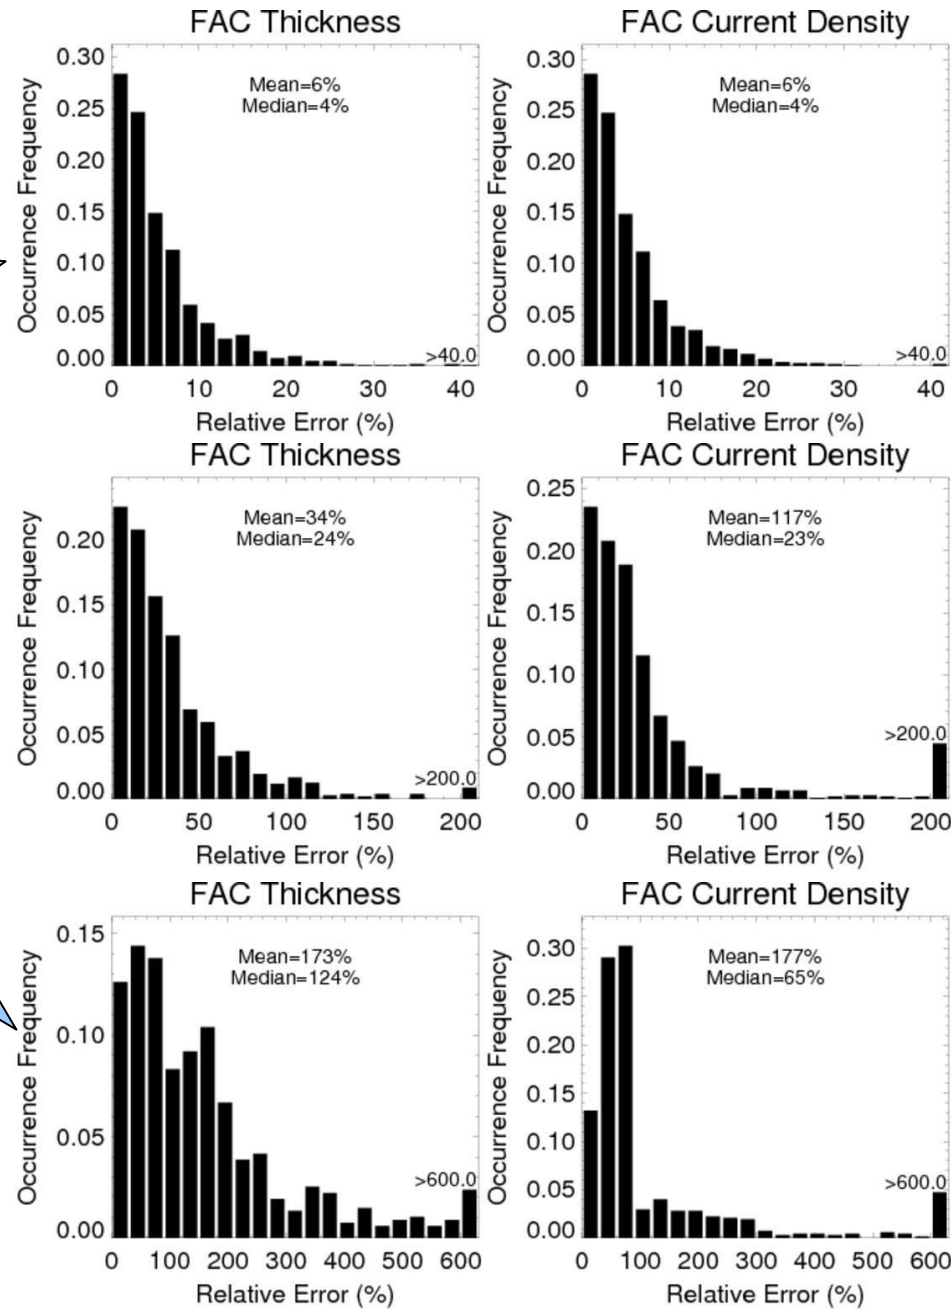 FAC Thickness
Mean=6%
Median=4%
Occurrence Frequency
0.30
0.25
0.20
0.15
0.10
0.05
0.00
>40.0
0 10 20 30 40
Relative Error (%)
FAC Current Density
Mean=6%
Median=4%
Occurrence Frequency
0.30
0.25
0.20
0.15
0.10
0.05
0.00
>40.0
0 10 20 30 40
Relative Error (%)
FAC Thickness
Mean=34%
Median=24%
Occurrence Frequency
0.20
0.15
0.10
0.05
0.00
>200.0
0 50 100 150 200
Relative Error (%)
FAC Current Density
Mean=117%
Median=23%
Occurrence Frequency
0.25
0.20
0.15
0.10
0.05
0.00
>200.0
0 50 100 150 200
Relative Error (%)
FAC Thickness
Mean=173%
Median=124%
Occurrence Frequency
0.15
0.10
0.05
0.00
>600.0
0 100 200 300 400 500 600
Relative Error (%)
FAC Current Density
Mean=177%
Median=65%
Occurrence Frequency
0.30
0.25
0.20
0.15
0.10
0.05
0.00
>600.0
0 100 200 300 400 500 600
Relative Error (%)